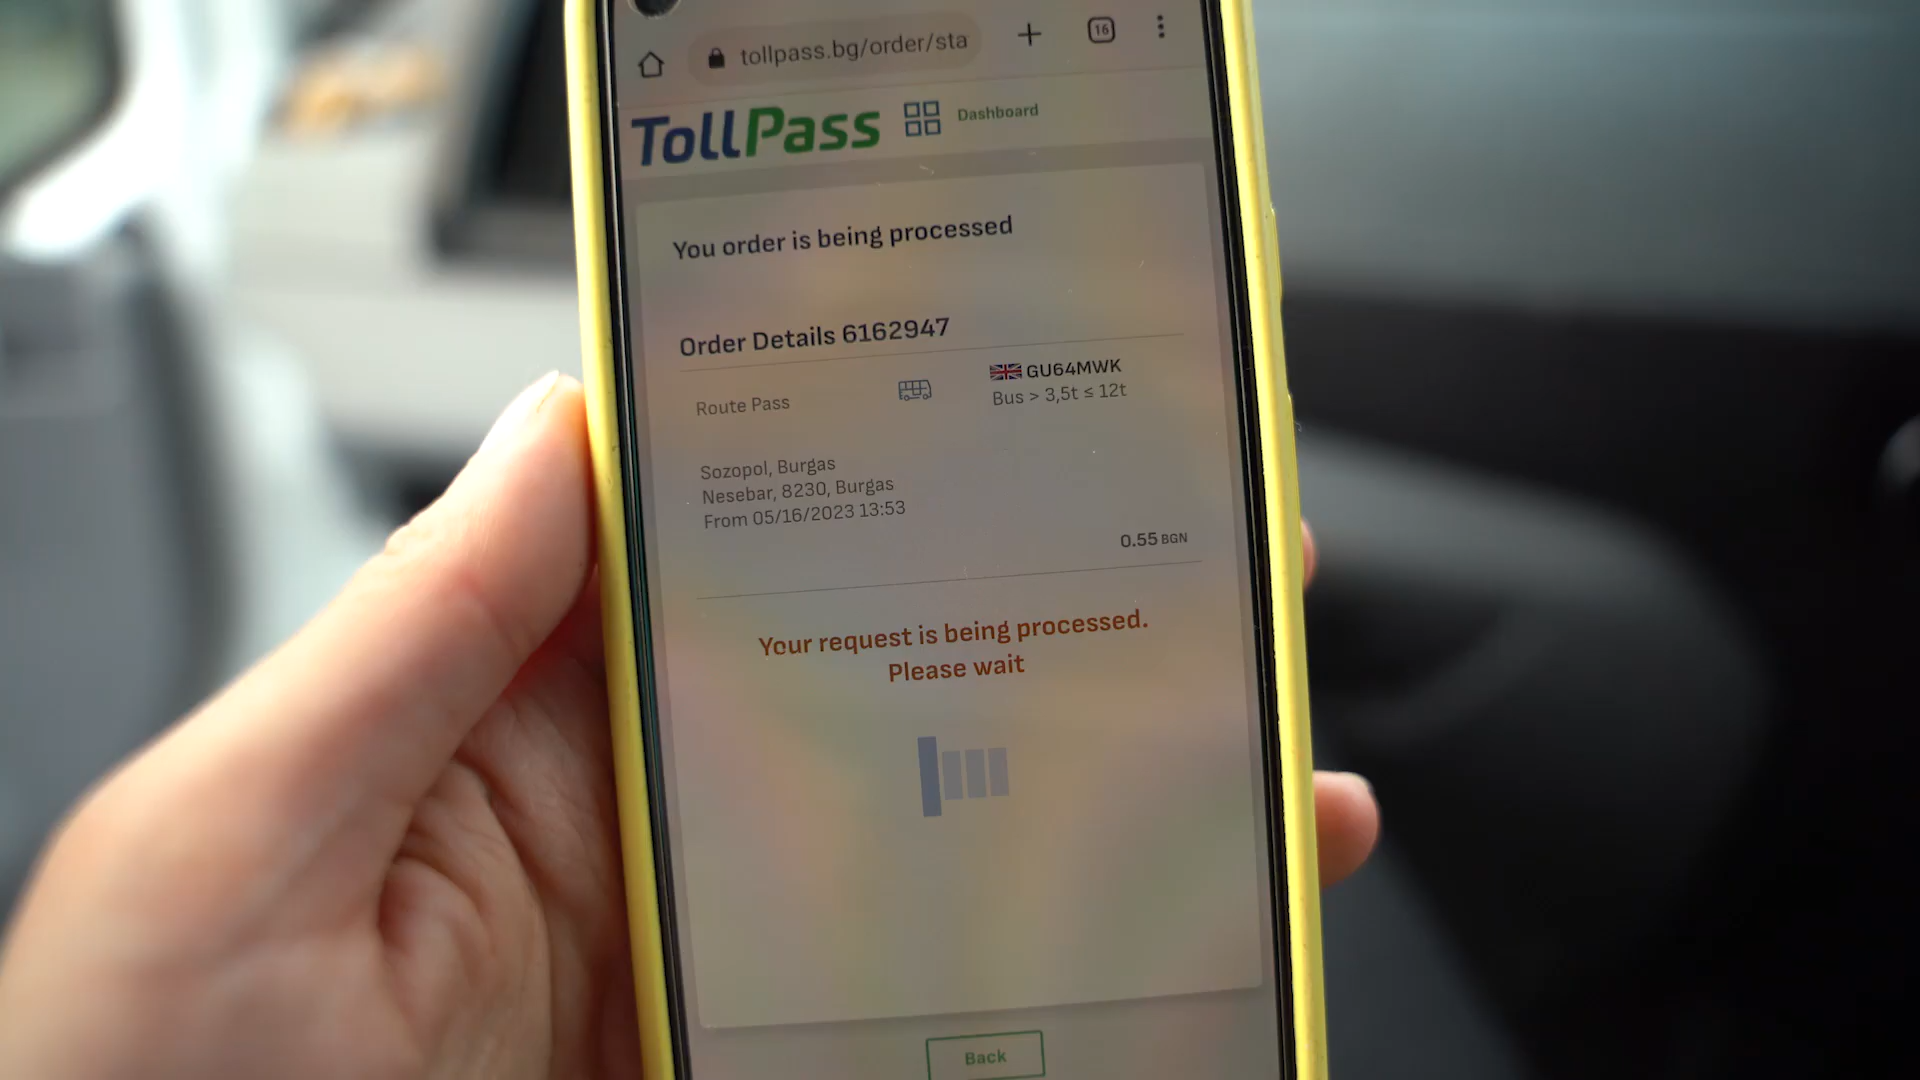 tollpass.bg/order/sta
16
TollPass
Dashboard
You order is being processed
Order Details 6162947
Route Pass
GU64MWK
Bus > 3,5t ≤ 12t
Sozopol, Burgas
Nesebar, 8230, Burgas
From 05/16/2023 13:53
0.55 BGN
Your request is being processed.
Please wait
Back